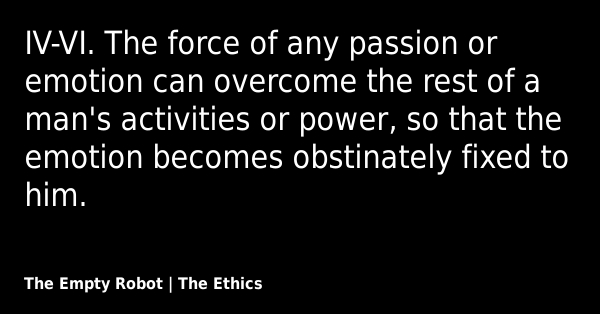 IV-VI. The force of any passion or
emotion can overcome the rest of a
man's activities or power, so that the
emotion becomes obstinately fixed to
him.
The Empty Robot | The Ethics